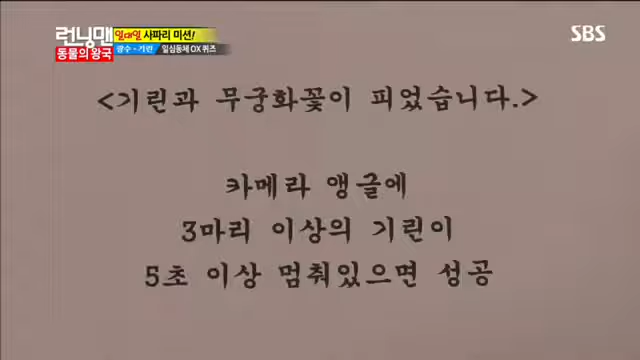 런닝맨
동물의 왕국
일대일 사파리 미션!
광수-기린 일심동체 OX 퀴즈
SBS
<기린과 무궁화꽃이 피었습니다.>
카메라 앵글에
3마리 이상의 기린이
5초 이상 멈춰있으면 성공